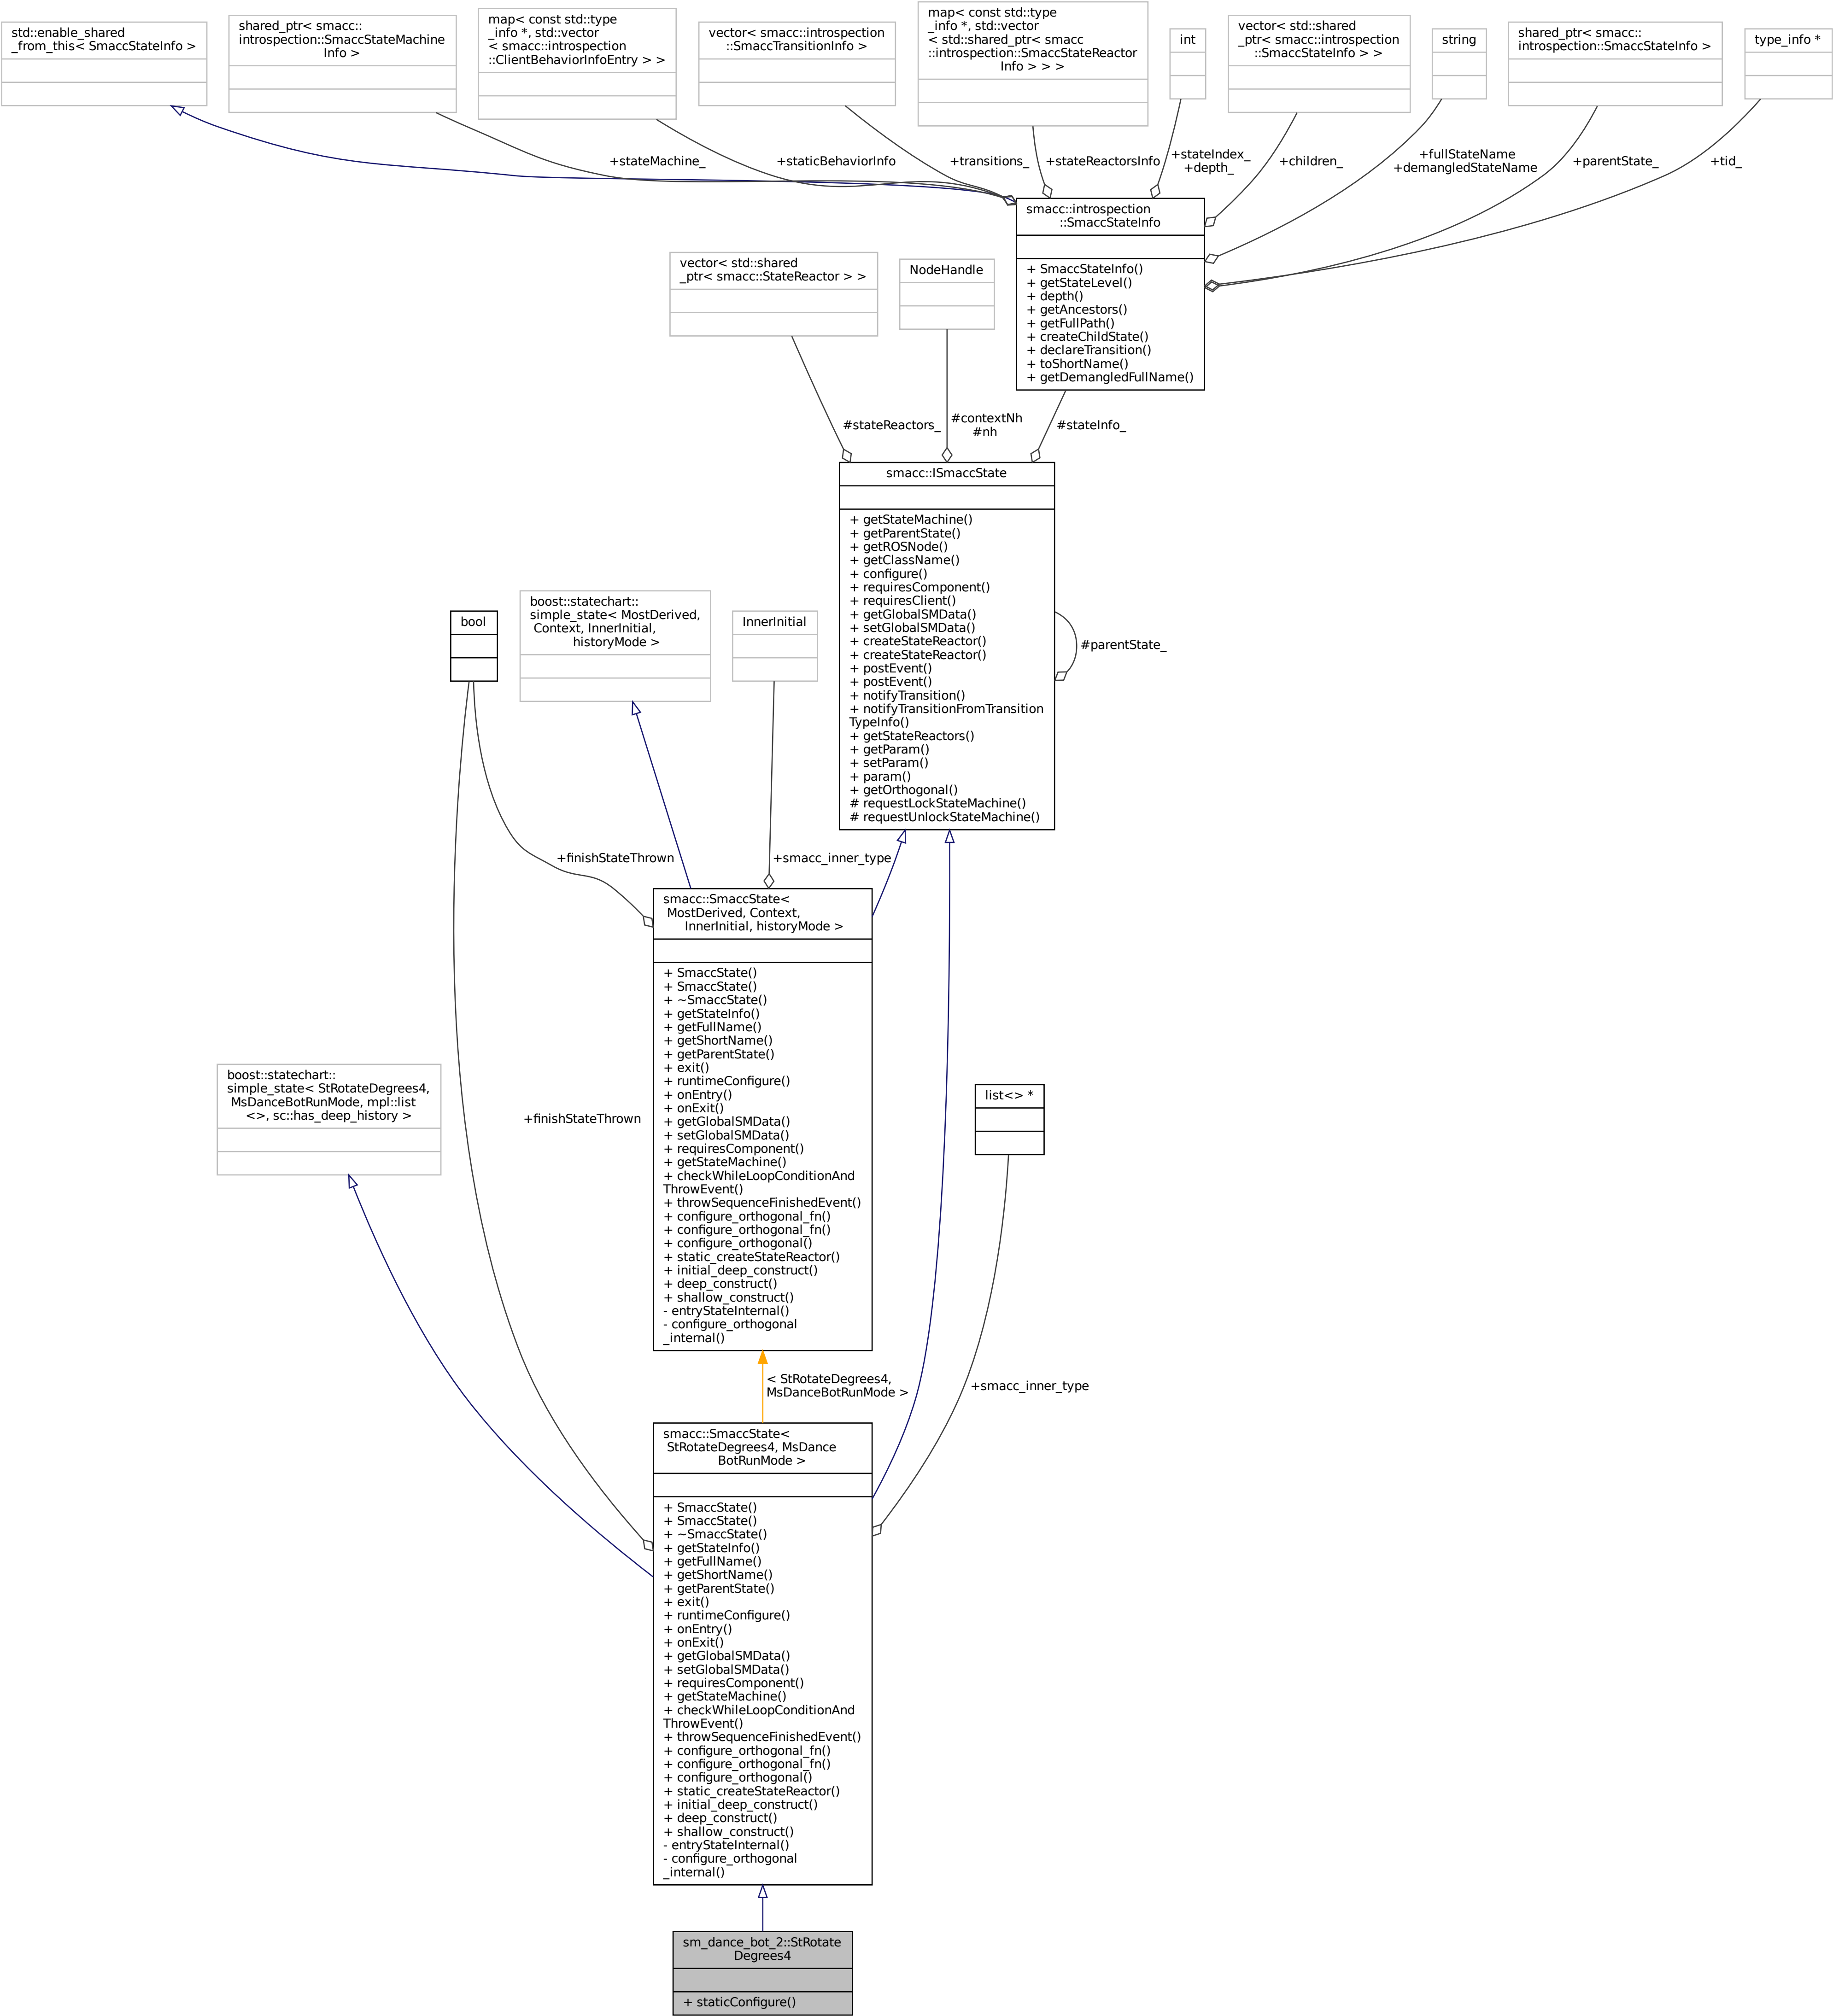 std::enable_shared
_from_this< SmaccStateInfo >
shared_ptr< smacc::
introspection::SmaccStateMachine
Info >
map< const std::type
_info *, std::vector
< smacc::introspection
::ClientBehaviorInfoEntry > >
vector< smacc::introspection
::SmaccTransitionInfo >
map< const std::type
_info *, std::vector
< std::shared_ptr< smacc
::introspection::SmaccStateReactor
Info > > >
int
vector< std::shared
_ptr< smacc::introspection
::SmaccStateInfo > >
string
shared_ptr< smacc::
introspection::SmaccStateInfo >
type_info *
+stateMachine_
+staticBehaviorInfo
+transitions_
+stateReactorsInfo
+stateIndex_
+depth_
+children_
+fullStateName
+demangledStateName
+parentState_
+tid_
smacc::introspection
::SmaccStateInfo
+ SmaccStateInfo()
+ getStateLevel()
+ depth()
+ getAncestors()
+ getFullPath()
+ createChildState()
+ declareTransition()
+ toShortName()
+ getDemangledFullName()
vector< std::shared
_ptr< smacc::StateReactor > >
NodeHandle
#stateReactors_
#contextNh
#nh
#stateInfo_
smacc::ISmaccState
+ getStateMachine()
+ getParentState()
+ getROSNode()
+ getClassName()
+ configure()
+ requiresComponent()
+ requiresClient()
+ getGlobalSMData()
+ setGlobalSMData()
+ createStateReactor()
+ createStateReactor()
+ postEvent()
+ postEvent()
+ notifyTransition()
+ notifyTransitionFromTransition
TypeInfo()
+ getStateReactors()
+ getParam()
+ setParam()
+ param()
+ getOrthogonal()
# requestLockStateMachine()
# requestUnlockStateMachine()
#parentState_
bool
boost::statechart::
simple_state< MostDerived,
Context, InnerInitial,
historyMode >
InnerInitial
+finishStateThrown
+smacc_inner_type
smacc::SmaccState<
MostDerived, Context,
InnerInitial, historyMode >
+ SmaccState()
+ SmaccState()
+ ~SmaccState()
+ getStateInfo()
+ getFullName()
+ getShortName()
+ getParentState()
+ exit()
+ runtimeConfigure()
+ onEntry()
+ onExit()
+ getGlobalSMData()
+ setGlobalSMData()
+ requiresComponent()
+ getStateMachine()
+ checkWhileLoopConditionAnd
ThrowEvent()
+ throwSequenceFinishedEvent()
+ configure_orthogonal_fn()
+ configure_orthogonal_fn()
+ configure_orthogonal()
+ static_createStateReactor()
+ initial_deep_construct()
+ deep_construct()
+ shallow_construct()
- entryStateInternal()
- configure_orthogonal
_internal()
boost::statechart::
simple_state< StRotateDegrees4,
MsDanceBotRunMode, mpl::list
<>, sc::has_deep_history >
+finishStateThrown
list<> *
< StRotateDegrees4,
MsDanceBotRunMode >
+smacc_inner_type
smacc::SmaccState<
StRotateDegrees4, MsDance
BotRunMode >
+ SmaccState()
+ SmaccState()
+ ~SmaccState()
+ getStateInfo()
+ getFullName()
+ getShortName()
+ getParentState()
+ exit()
+ runtimeConfigure()
+ onEntry()
+ onExit()
+ getGlobalSMData()
+ setGlobalSMData()
+ requiresComponent()
+ getStateMachine()
+ checkWhileLoopConditionAnd
ThrowEvent()
+ throwSequenceFinishedEvent()
+ configure_orthogonal_fn()
+ configure_orthogonal_fn()
+ configure_orthogonal()
+ static_createStateReactor()
+ initial_deep_construct()
+ deep_construct()
+ shallow_construct()
- entryStateInternal()
- configure_orthogonal
_internal()
sm_dance_bot_2::StRotate
Degrees4
+ staticConfigure()